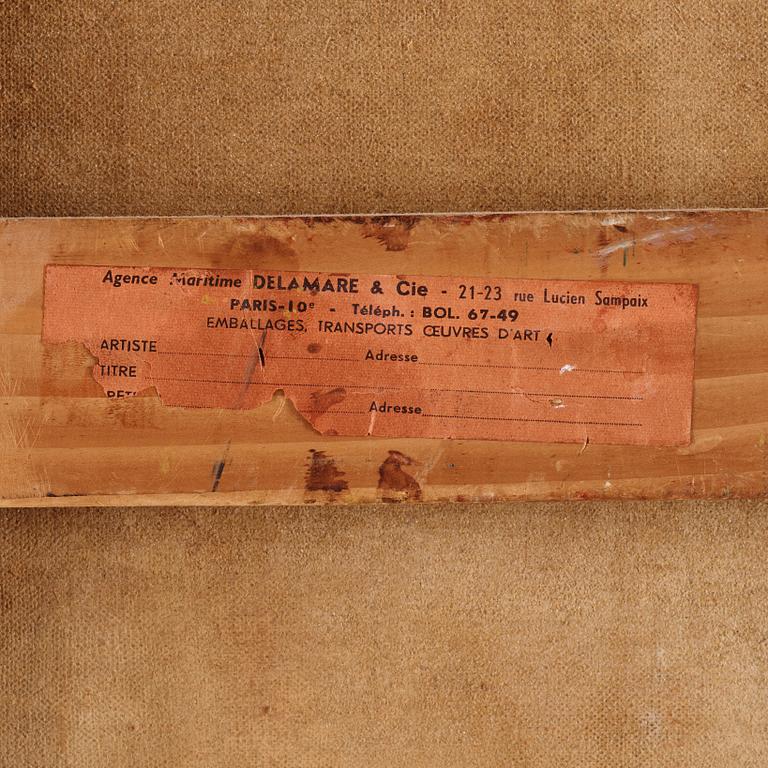 Agence Maritime DELAMARE & Cie - 21-23 rue Lucien Sampaix
PARIS-10e - Téléph. : BOL. 67-49
EMBALLAGES, TRANSPORTS ŒUVRES D'ART
ARTISTE Adresse
TITRE
Adresse